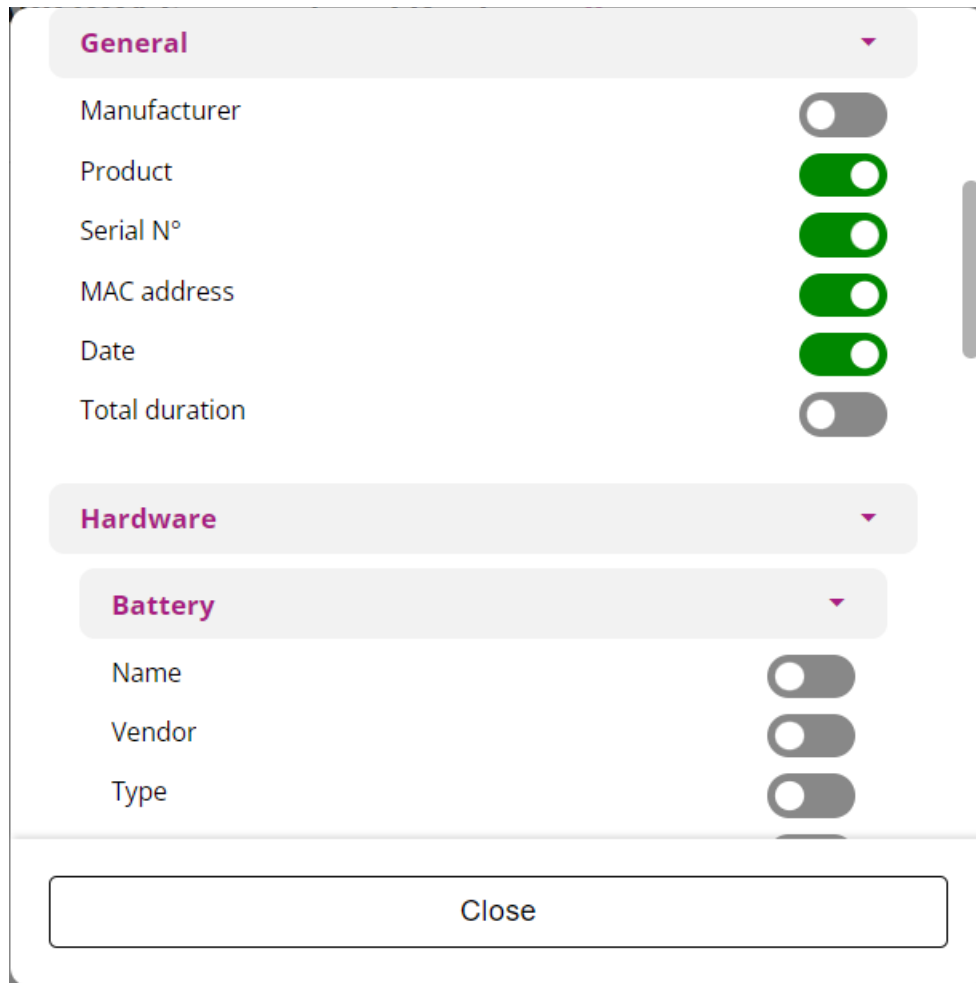 General
Manufacturer
Product
Serial N°
MAC address
Date
Total duration
Hardware
Battery
Name
Vendor
Type
Close